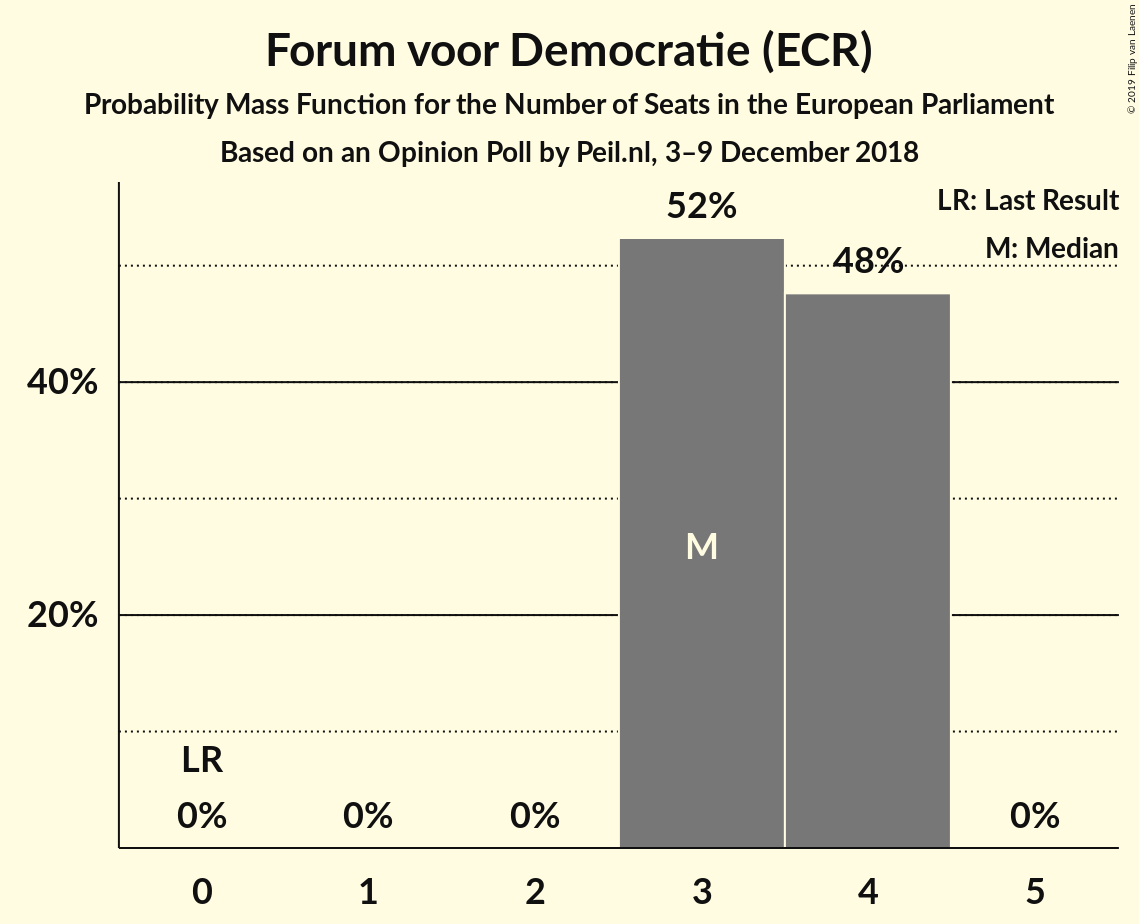 Forum voor Democratie (ECR)
Probability Mass Function for the Number of Seats in the European Parliament
Based on an Opinion Poll by Peil.nl, 3–9 December 2018
© 2019 Filip van Laenen
LR: Last Result
M: Median
52%
48%
40%
20%
M
LR
0%
0%
0%
0%
0
1
2
3
4
5